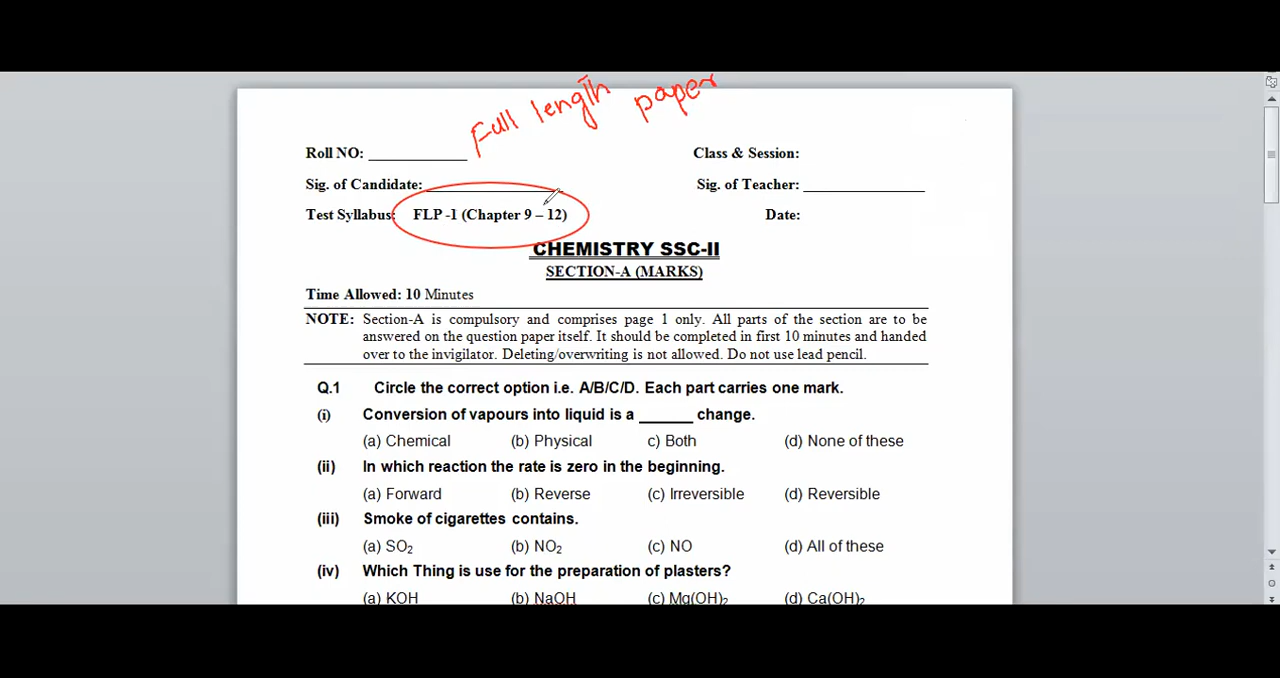 Full length paper
Roll NO: ___________ Class & Session:
Sig. of Candidate: ________________ Sig. of Teacher: ______________
Test Syllabus: FLP -1 (Chapter 9 – 12) Date:
CHEMISTRY SSC-II
SECTION-A (MARKS)
Time Allowed: 10 Minutes
NOTE: Section-A is compulsory and comprises page 1 only. All parts of the section are to be
answered on the question paper itself. It should be completed in first 10 minutes and handed
over to the invigilator. Deleting/overwriting is not allowed. Do not use lead pencil.
Q.1 Circle the correct option i.e. A/B/C/D. Each part carries one mark.
(i) Conversion of vapours into liquid is a ______ change.
(a) Chemical (b) Physical c) Both (d) None of these
(ii) In which reaction the rate is zero in the beginning.
(a) Forward (b) Reverse (c) Irreversible (d) Reversible
(iii) Smoke of cigarettes contains.
(a) SO₂ (b) NO₂ (c) NO (d) All of these
(iv) Which Thing is use for the preparation of plasters?
(a) KOH (b) NaOH (c) Mg(OH)₂ (d) Ca(OH)₂